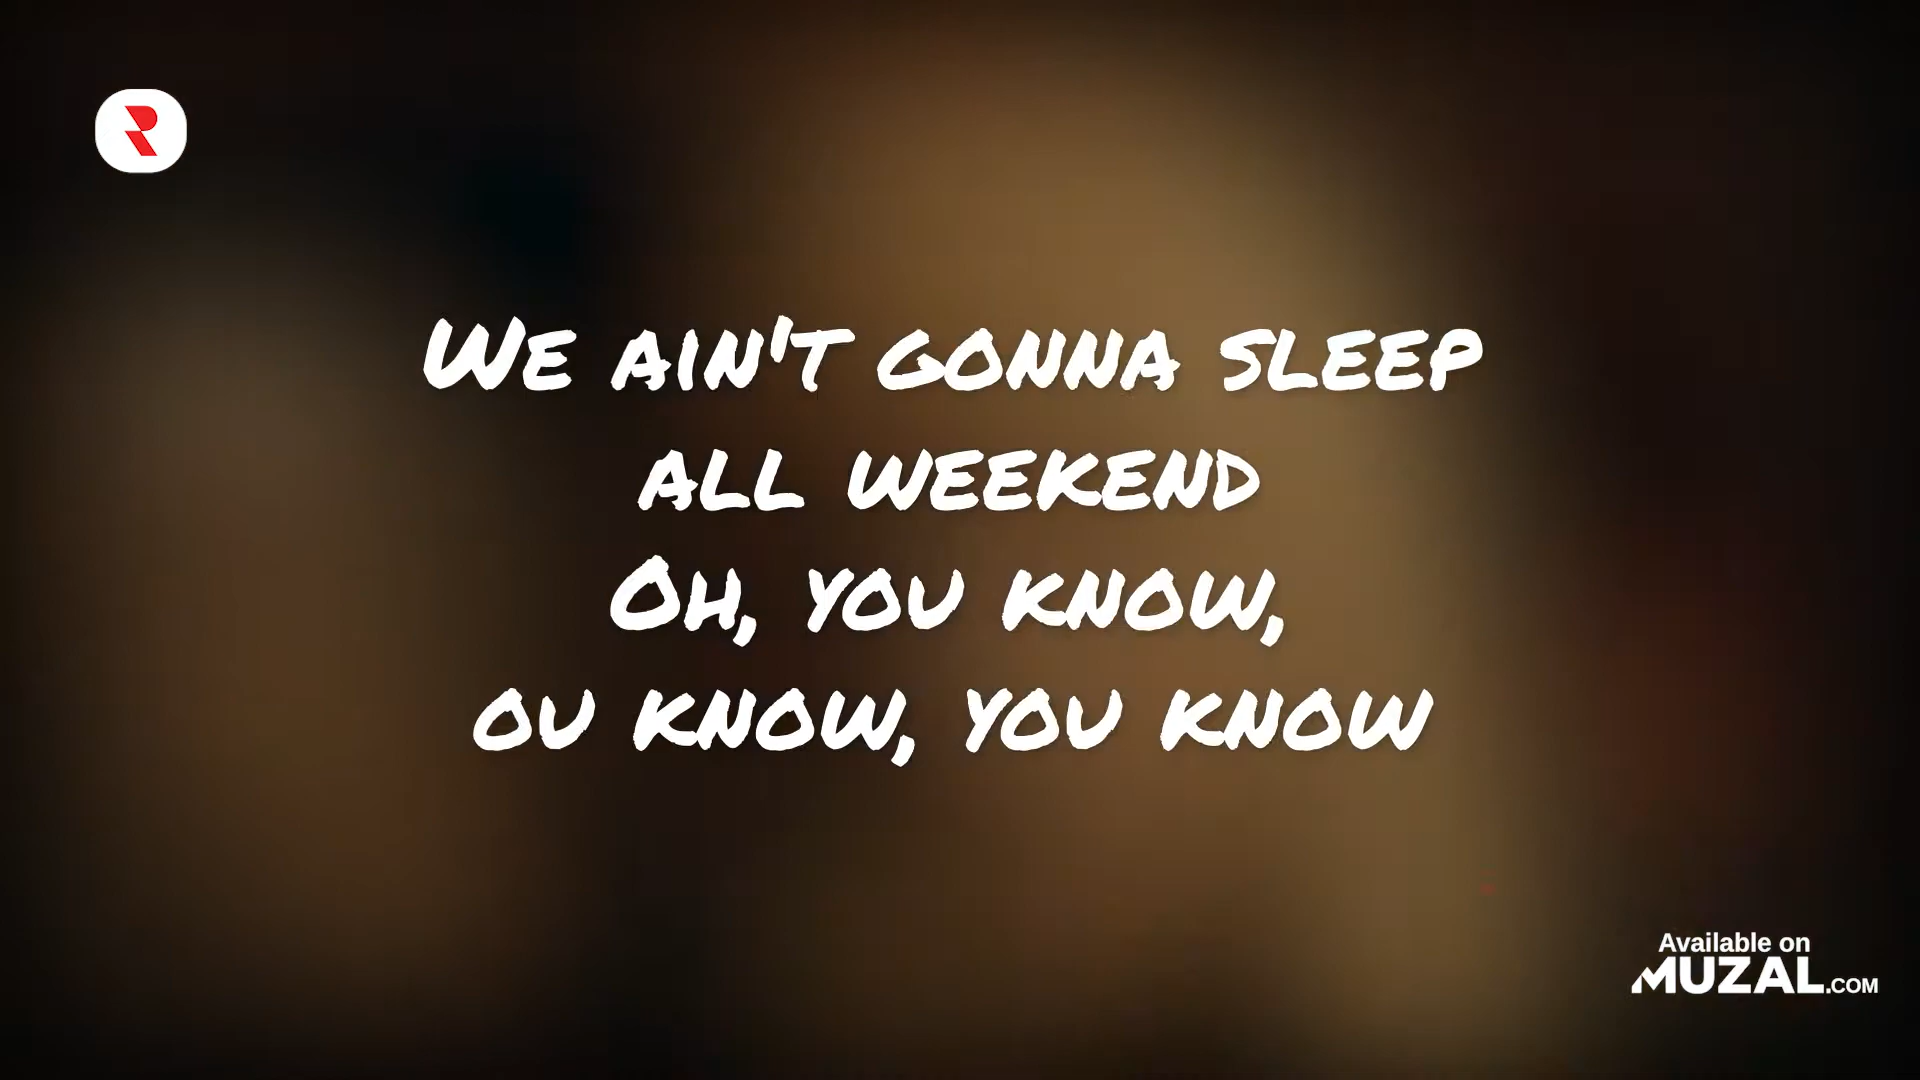 R
We ain't gonna sleep
all weekend
Oh, you know,
ou know, you know
Available on
MUZAL.COM